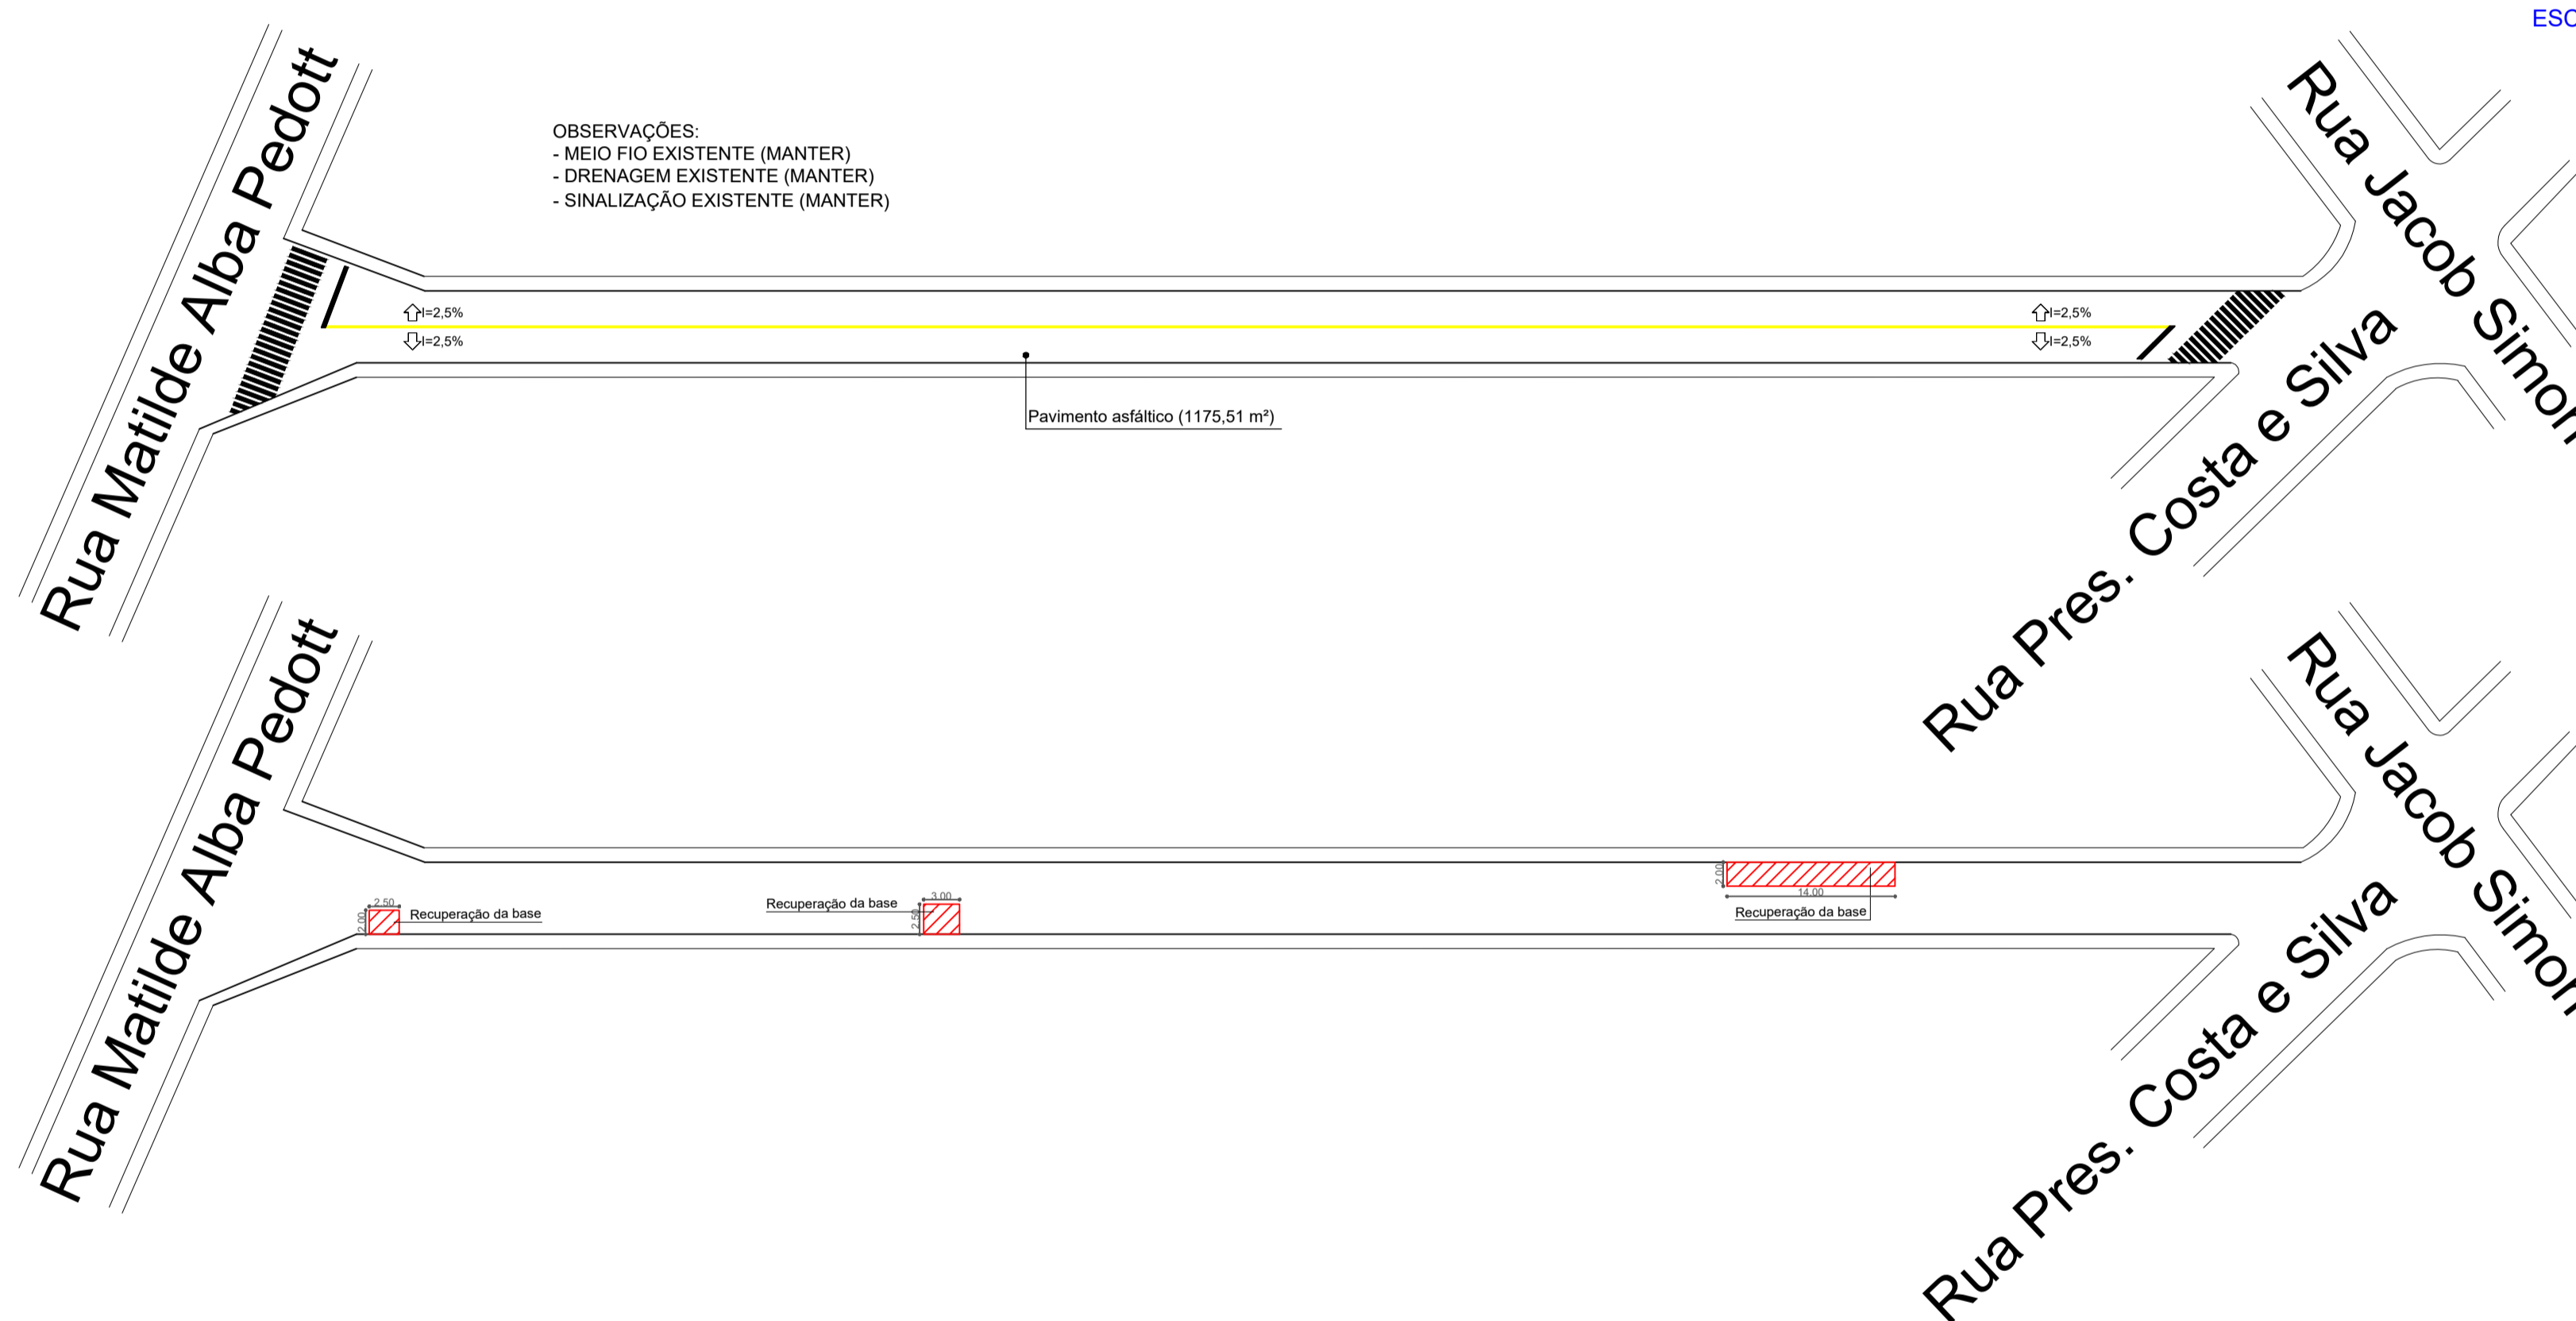 ESC
Rua Matilde Alba Pedott
OBSERVAÇÕES:
- MEIO FIO EXISTENTE (MANTER)
- DRENAGEM EXISTENTE (MANTER)
- SINALIZAÇÃO EXISTENTE (MANTER)
Rua Jacob Simon
I=2,5%
I=2,5%
I=2,5%
I=2,5%
Pavimento asfáltico (1175,51 m²)
Rua Pres. Costa e Silva
Rua Matilde Alba Pedott
Rua Jacob Simon
2.50
2.00
Recuperação da base
Recuperação da base
3.00
2.50
2.00
14.00
Recuperação da base
Rua Pres. Costa e Silva